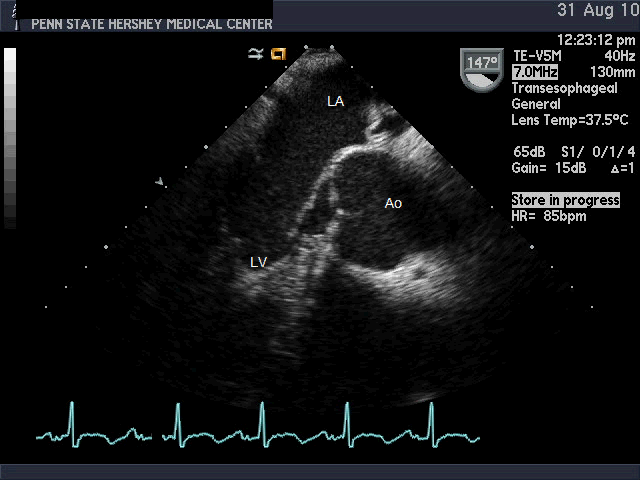 31 Aug 10
PENN STATE HERSHEY MEDICAL CENTER
12:23:12 pm
147°
TE-V5M 40Hz
7.0MHz 130mm
Transesophageal
General
Lens Temp=37.5°C
65dB S1/ 0/1/4
Gain= 15dB Δ=1
Store in progress
HR= 85bpm
LA
Ao
LV